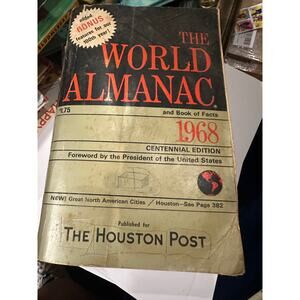 added
BONUS
features for our
100th year!
THE
WORLD
ALMANAC
$1.75
and Book of Facts
1968
CENTENNIAL EDITION
Foreword by the President of the United States
NEW! Great North American Cities / Houston—See Page 382
Published for
THE HOUSTON POST